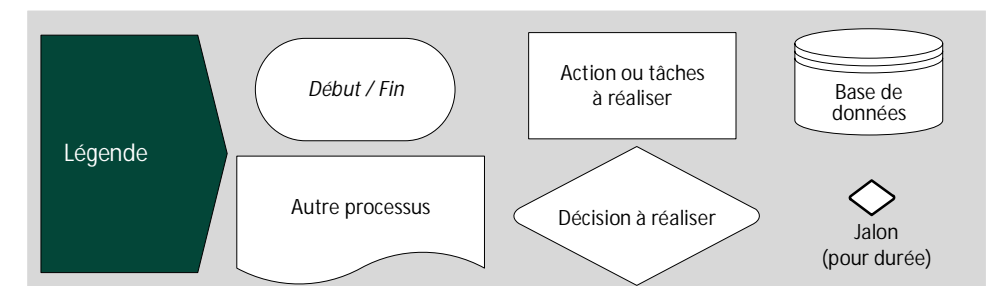 Légende
Début / Fin
Action ou tâches
à réaliser
Base de
données
Autre processus
Décision à réaliser
Jalon
(pour durée)